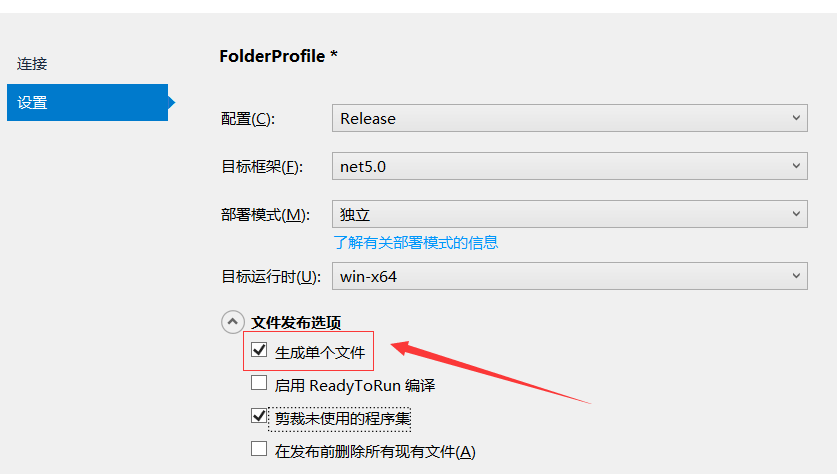 FolderProfile *
连接
设置
配置(C): Release
目标框架(F): net5.0
部署模式(M): 独立
了解有关部署模式的信息
目标运行时(U): win-x64
文件发布选项
生成单个文件
启用 ReadyToRun 编译
剪裁未使用的程序集
在发布前删除所有现有文件(A)